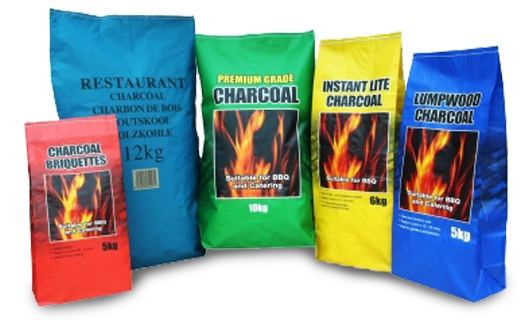 CHARCOAL
BRIQUETTES
Suitable for BBQ
and Catering
5kg
RESTAURANT
CHARCOAL
CHARBON DE BOIS
OUTSKOOL
OLZKOHLE
12kg
PREMIUM GRADE
CHARCOAL
Suitable for BBQ
and Catering
10kg
INSTANT LITE
CHARCOAL
Suitable for BBQ
6kg
LUMPWOOD
CHARCOAL
Suitable for BBQ
and Catering
5kg